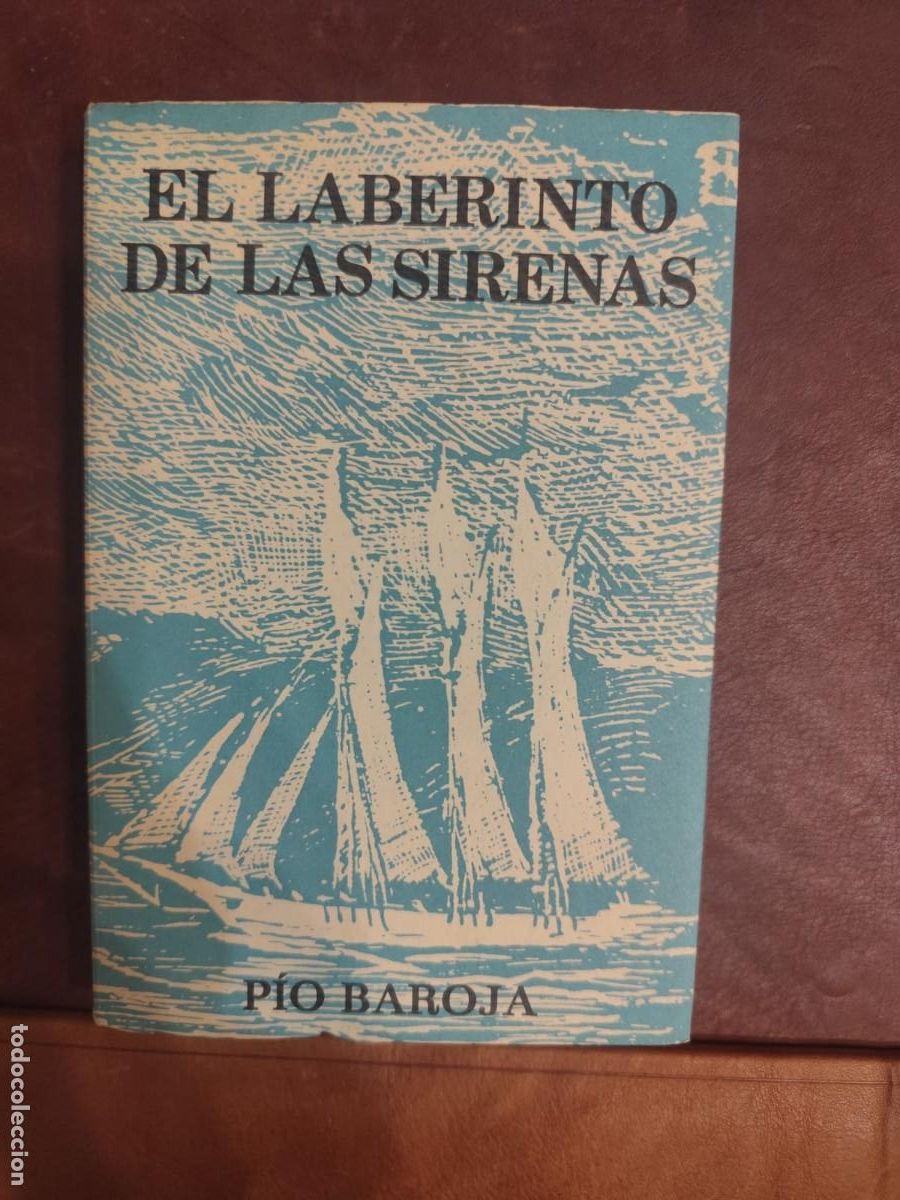 EL LABERINTO
DE LAS SIRENAS
PÍO BAROJA
todocoleccion